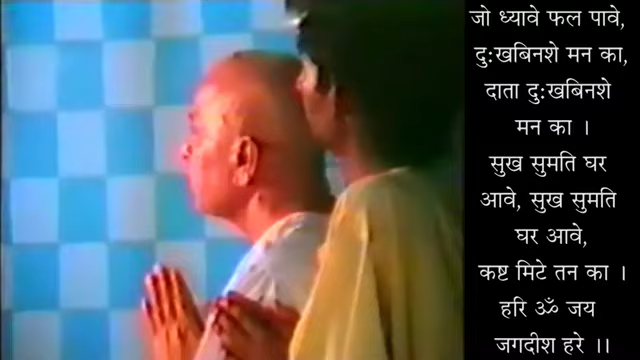 जो ध्यावे फल पावे,
दुःखबिनशे मन का,
दाता दुःखबिनशे
मन का ।
सुख सुमति घर
आवे, सुख सुमति
घर आवे,
कष्ट मिटे तन का ।
हरि ॐ जय
जगदीश हरे ।।